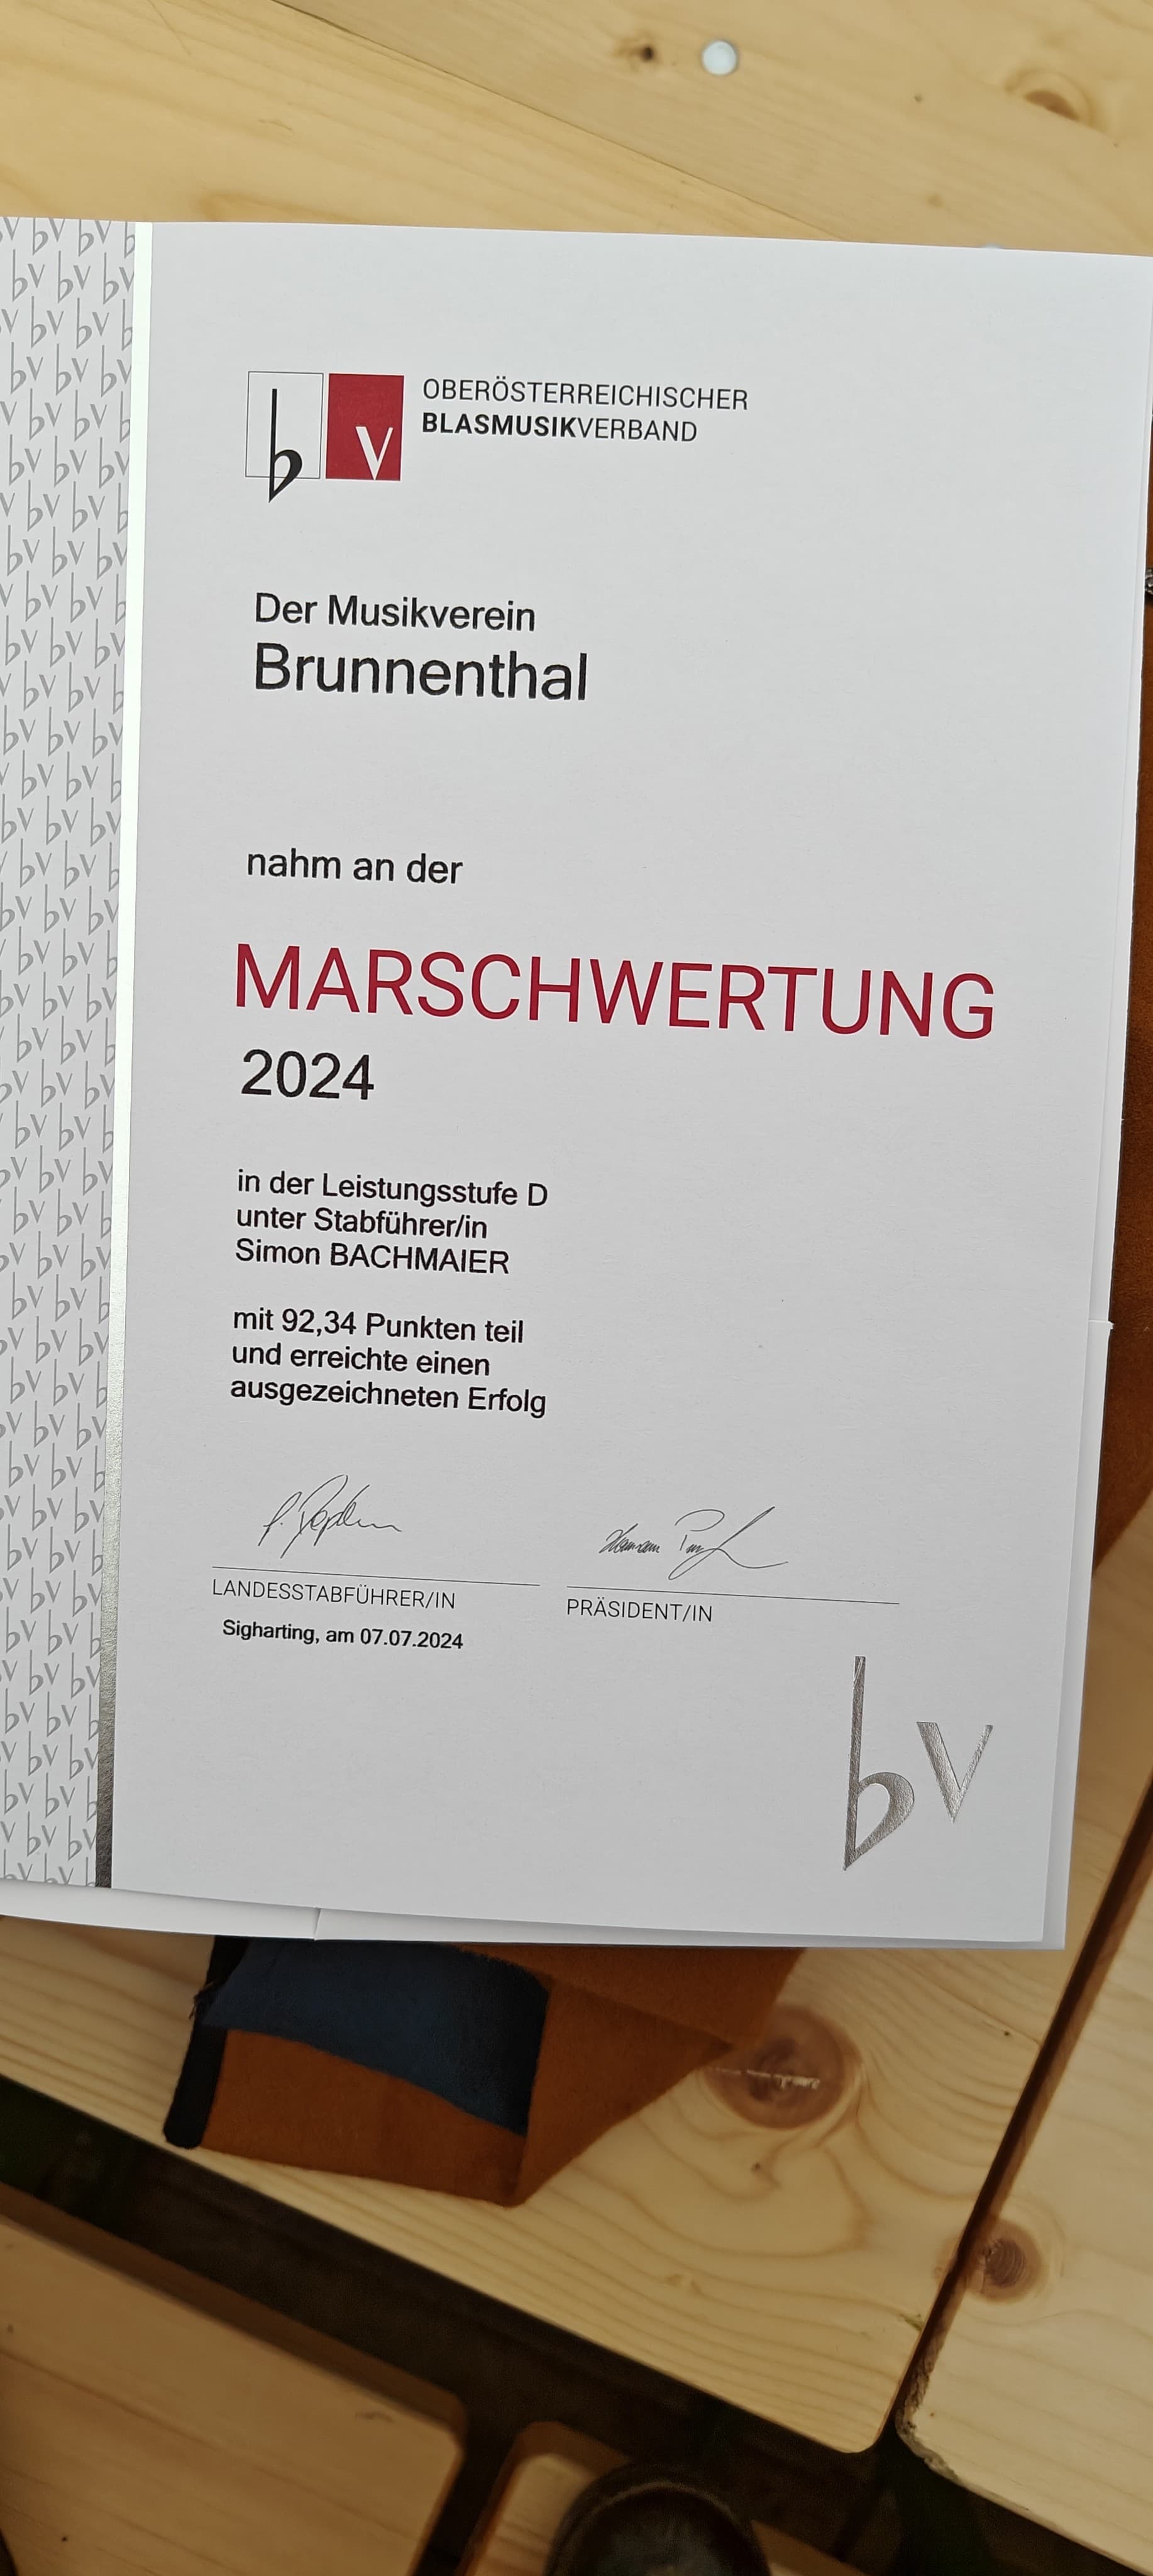 OBERÖSTERREICHISCHER
BLASMUSIKVERBAND
Der Musikverein
Brunnenthal
nahm an der
MARSCHWERTUNG
2024
in der Leistungsstufe D
unter Stabführer/in
Simon BACHMAIER
mit 92,34 Punkten teil
und erreichte einen
ausgezeichneten Erfolg
LANDESSTABFÜHRER/IN
PRÄSIDENT/IN
Sigharting, am 07.07.2024
bv